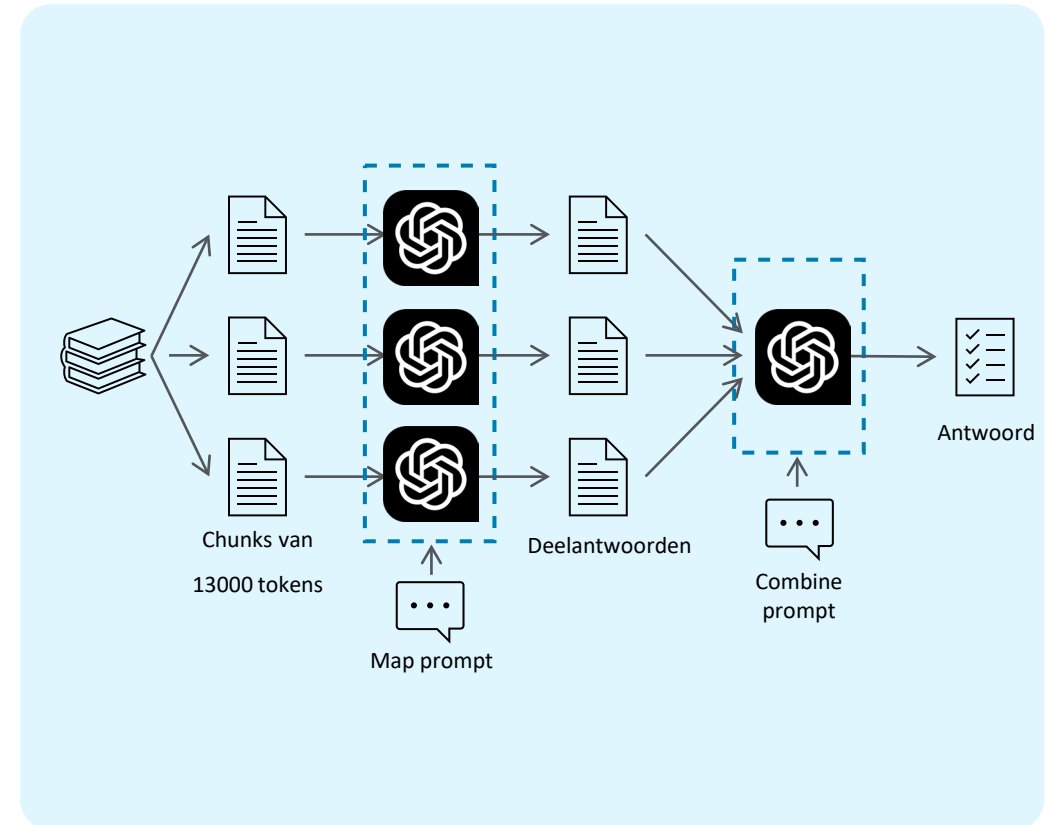 Chunks van
13000 tokens
Map prompt
Deelantwoorden
Combine
prompt
Antwoord